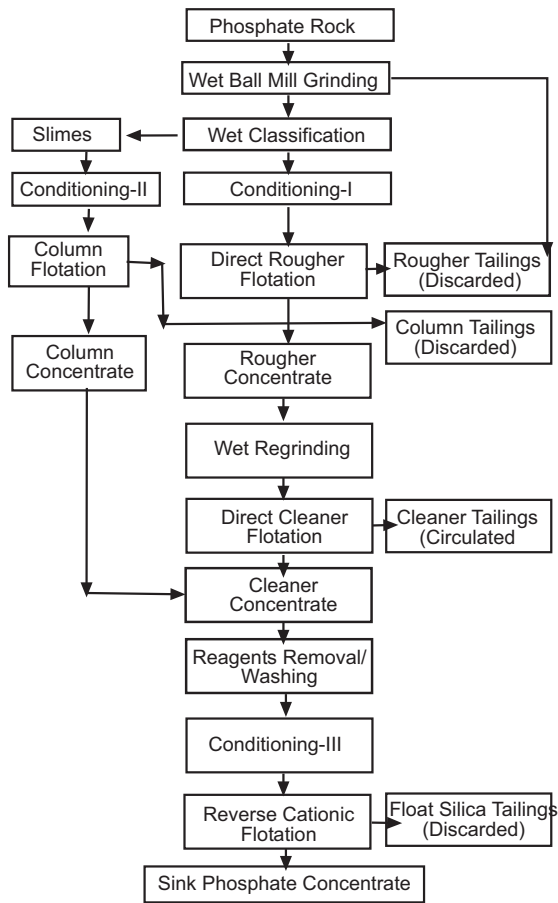 Phosphate Rock
Wet Ball Mill Grinding
Slimes
Wet Classification
Conditioning-II
Conditioning-I
Column
Flotation
Direct Rougher
Flotation
Rougher Tailings
(Discarded)
Column Tailings
(Discarded)
Column
Concentrate
Rougher
Concentrate
Wet Regrinding
Direct Cleaner
Flotation
Cleaner Tailings
(Circulated
Cleaner
Concentrate
Reagents Removal/
Washing
Conditioning-III
Reverse Cationic
Flotation
Float Silica Tailings
(Discarded)
Sink Phosphate Concentrate